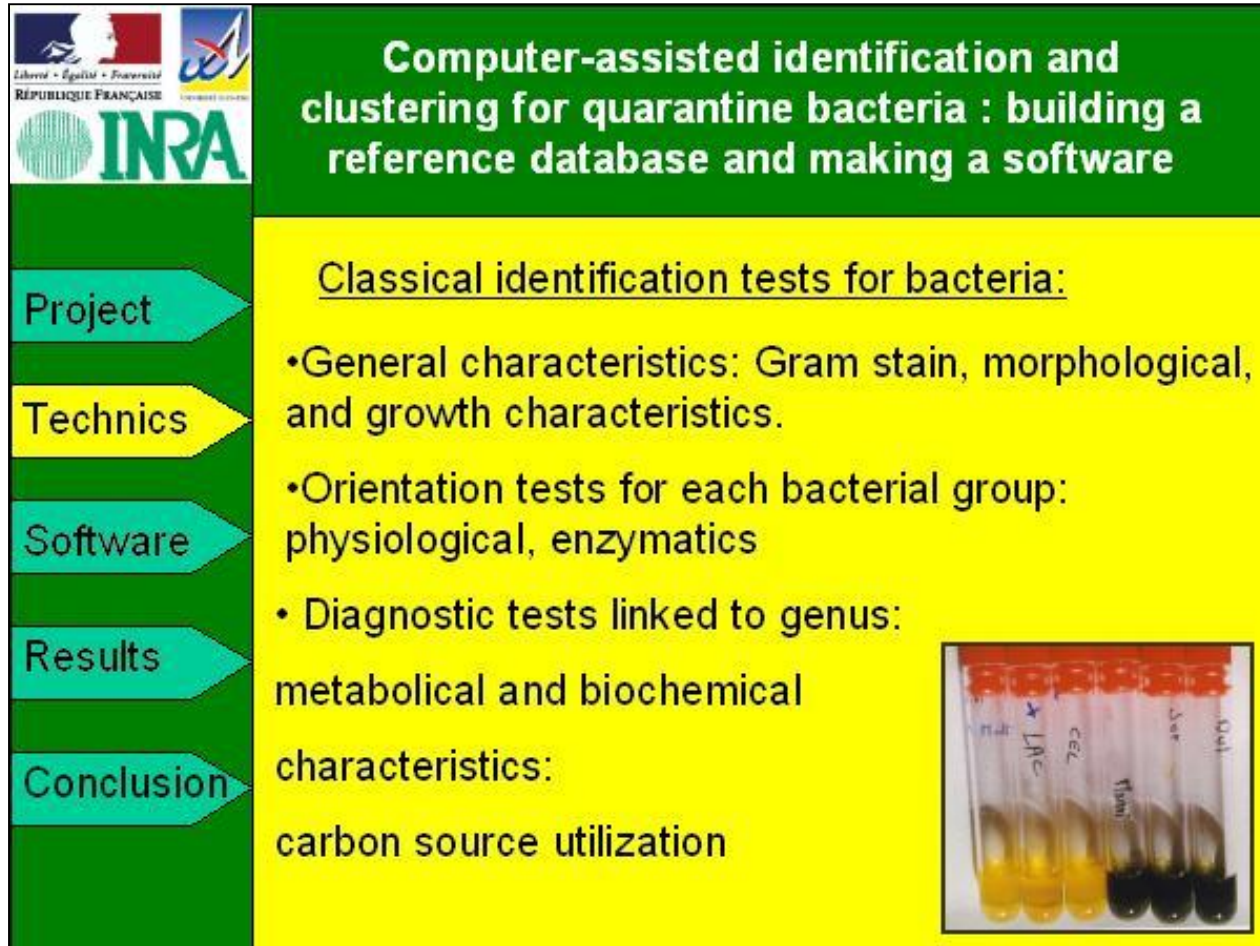 Liberté • Égalité • Fraternité
RÉPUBLIQUE FRANÇAISE
INRA
Computer-assisted identification and
clustering for quarantine bacteria : building a
reference database and making a software
Project
Technics
Software
Results
Conclusion
Classical identification tests for bacteria:
•General characteristics: Gram stain, morphological,
and growth characteristics.
•Orientation tests for each bacterial group:
physiological, enzymatics
• Diagnostic tests linked to genus:
metabolical and biochemical
characteristics:
carbon source utilization
+ LAC
CEL